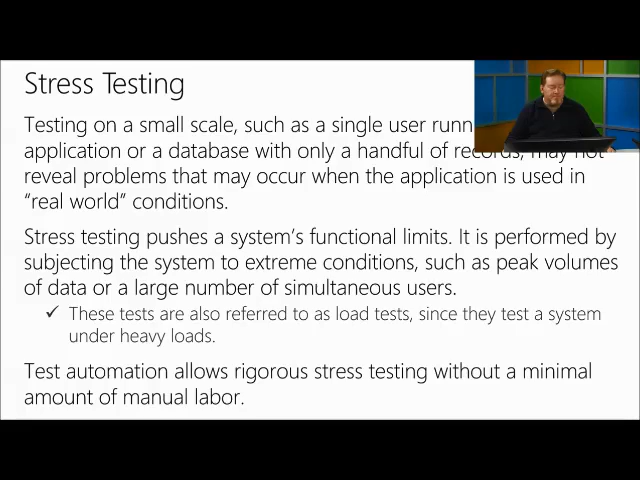 Stress Testing
Testing on a small scale, such as a single user runn
application or a database with only a handful of records, may not
reveal problems that may occur when the application is used in
“real world” conditions.
Stress testing pushes a system’s functional limits. It is performed by
subjecting the system to extreme conditions, such as peak volumes
of data or a large number of simultaneous users.
✓ These tests are also referred to as load tests, since they test a system
under heavy loads.
Test automation allows rigorous stress testing without a minimal
amount of manual labor.